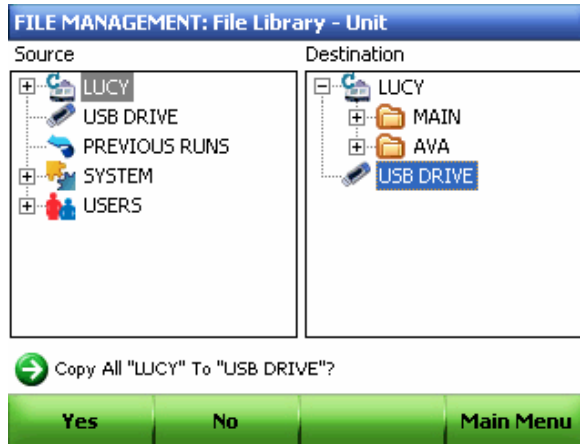 FILE MANAGEMENT: File Library - Unit
Source
Destination
LUCY
USB DRIVE
PREVIOUS RUNS
SYSTEM
USERS
LUCY
MAIN
AVA
USB DRIVE
Copy All "LUCY" To "USB DRIVE"?
Yes No Main Menu